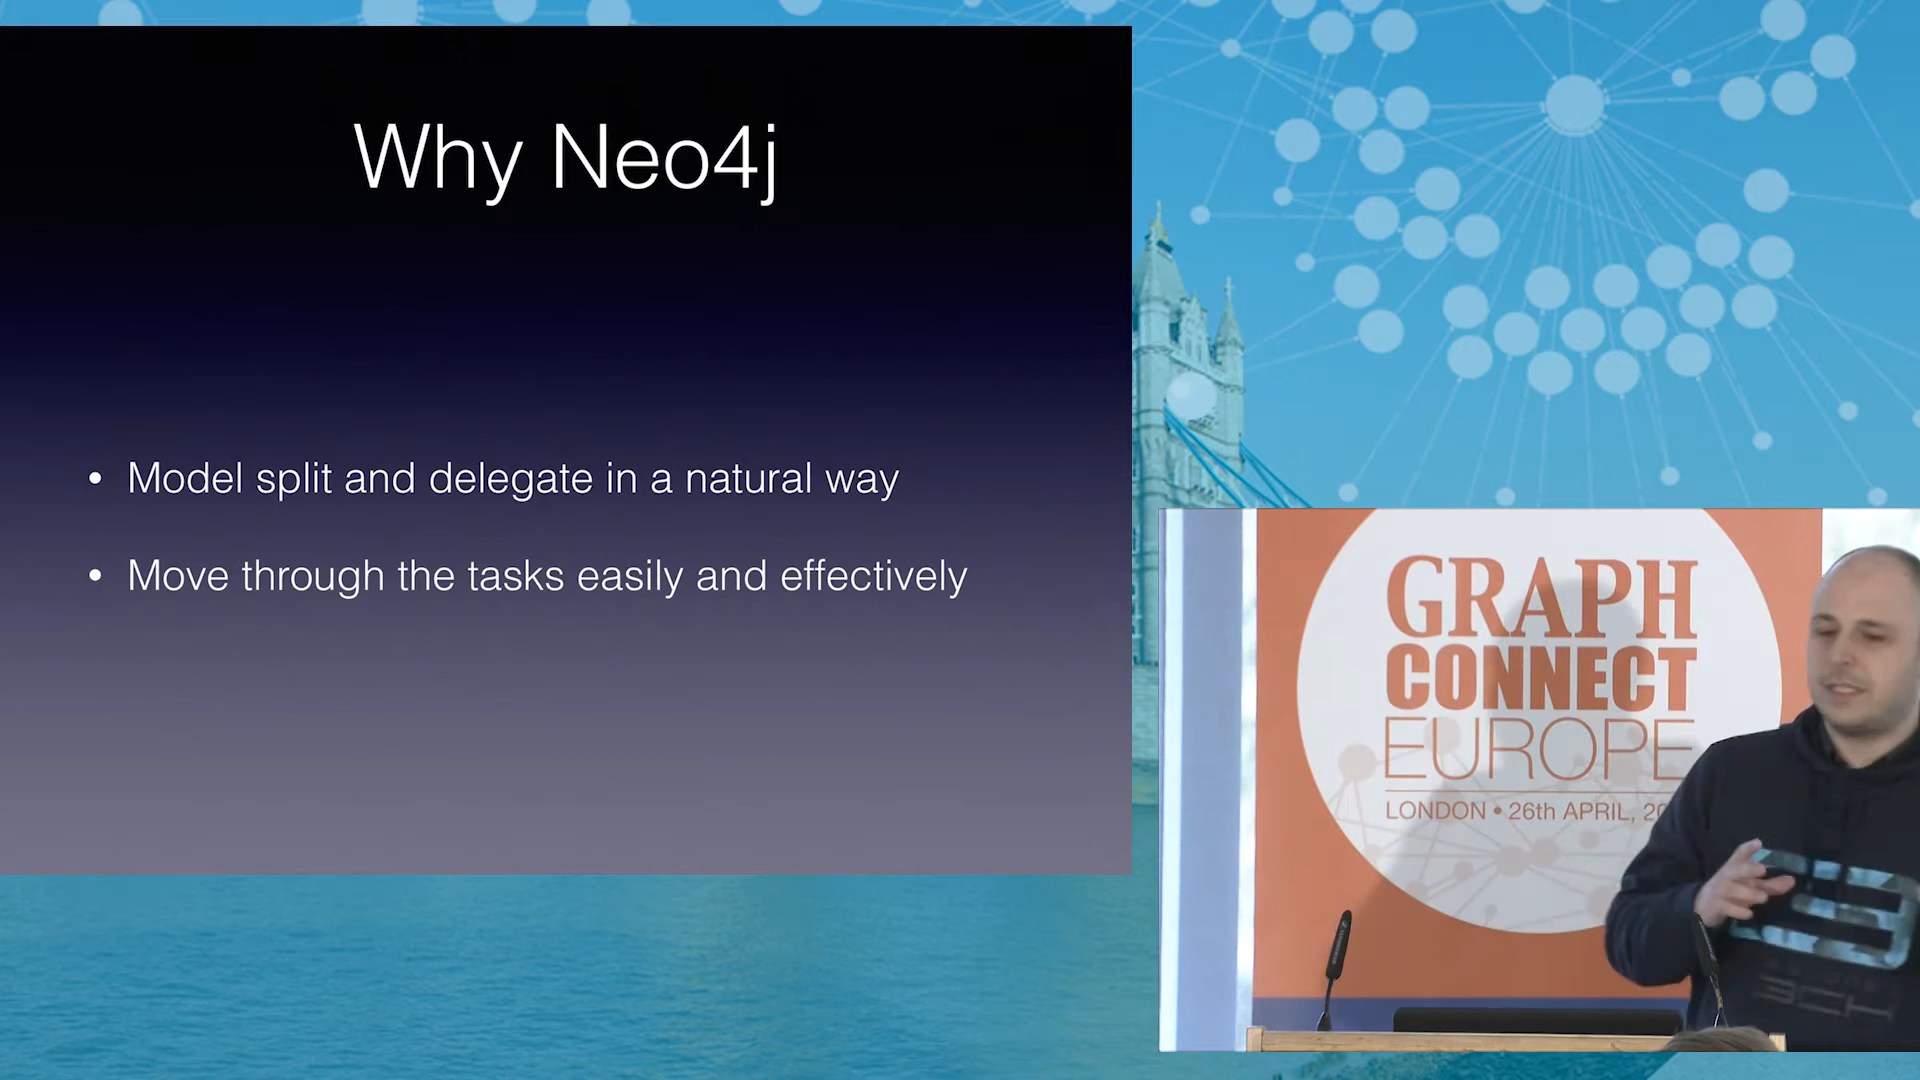 Why Neo4j
• Model split and delegate in a natural way
• Move through the tasks easily and effectively
GRAPH
CONNECT
EUROPE
LONDON • 26th APRIL,